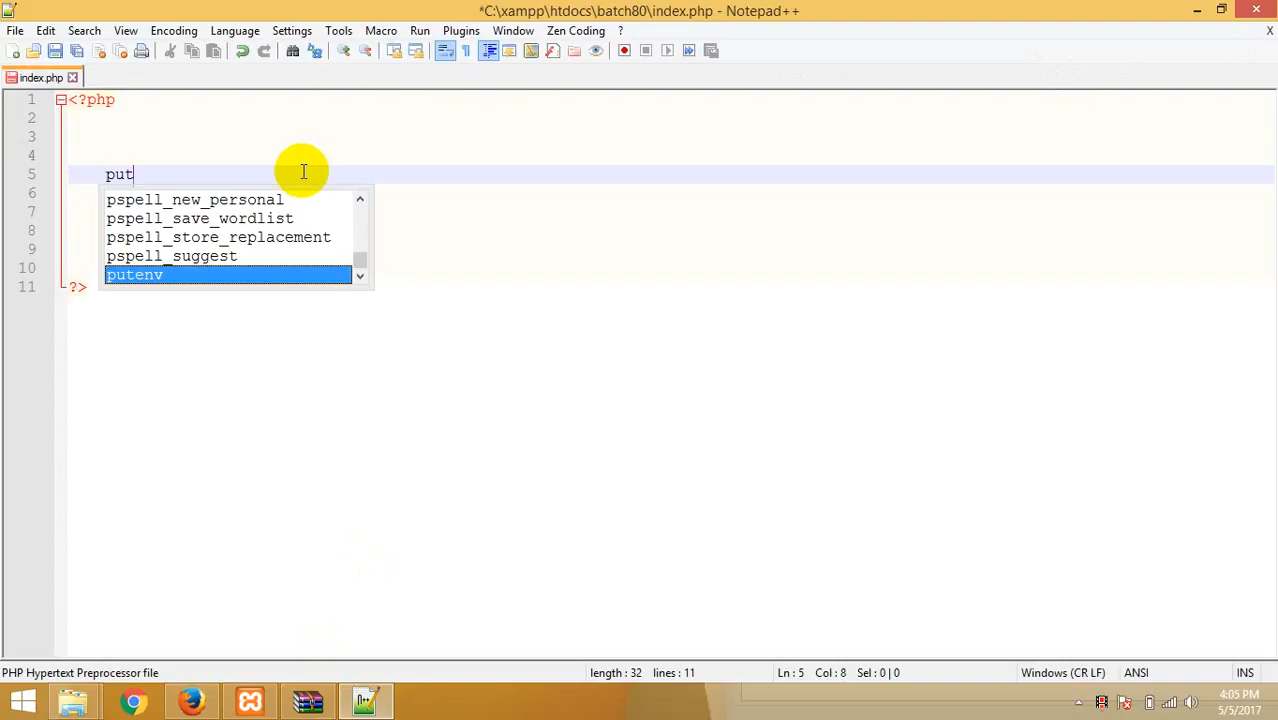 *C:\xampp\htdocs\batch80\index.php - Notepad++
File Edit Search View Encoding Language Settings Tools Macro Run Plugins Window Zen Coding ? X
index.php
1 <?php
2
3
4
5 put
6 pspell_new_personal
7 pspell_save_wordlist
8 pspell_store_replacement
9 pspell_suggest
10 putenv
11 ?>
PHP Hypertext Preprocessor file length : 32 lines : 11 Ln : 5 Col : 8 Sel : 0 | 0 Windows (CR LF) ANSI INS
4:05 PM
5/5/2017